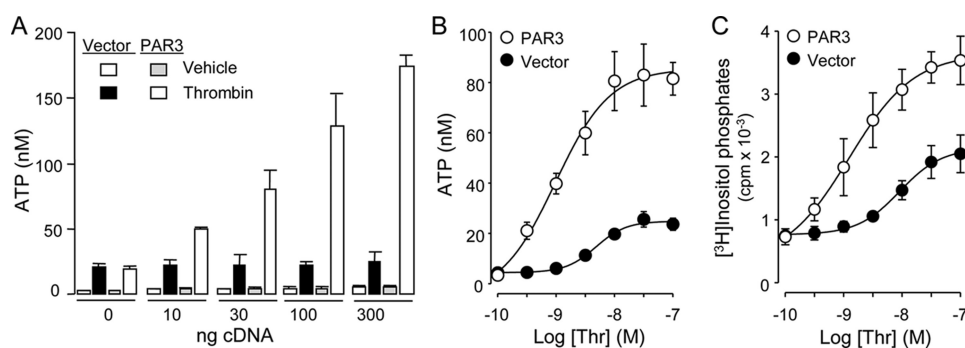 A
Vector PAR3
Vehicle
Thrombin
ATP (nM)
200
150
100
50
0
0 10 30 100 300
ng cDNA
B
PAR3
Vector
ATP (nM)
100
80
60
40
20
0
-10 -9 -8 -7
Log [Thr] (M)
C
PAR3
Vector
[³H]Inositol phosphates
(cpm x 10⁻³)
4
3
2
1
0
-10 -9 -8 -7
Log [Thr] (M)